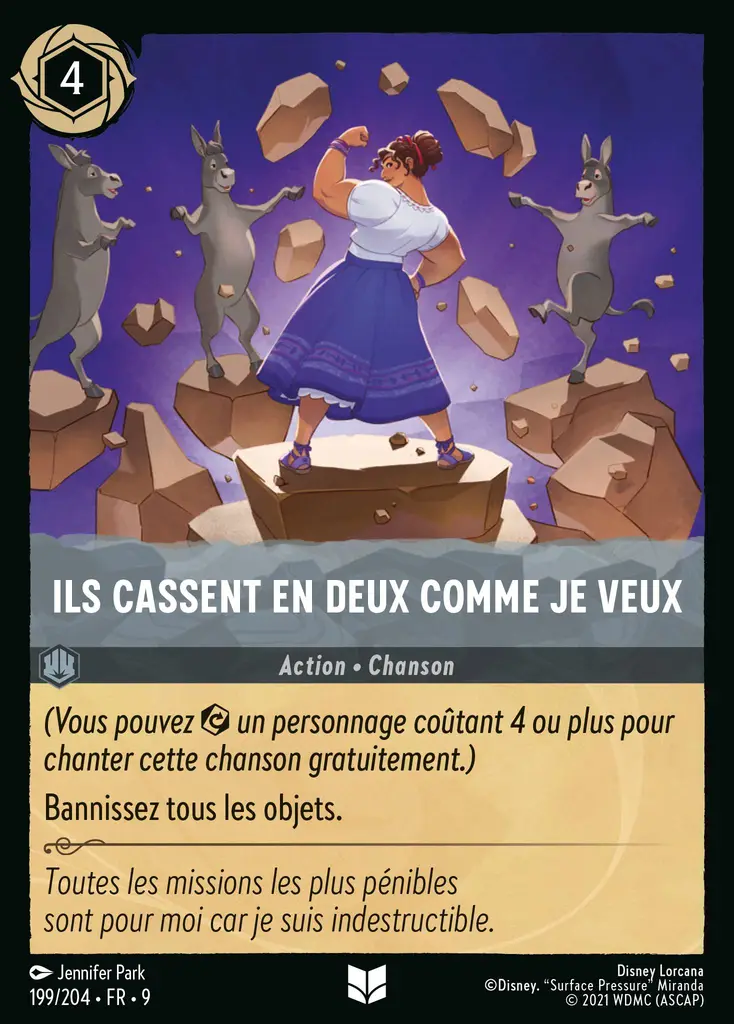 4
ILS CASSENT EN DEUX COMME JE VEUX
Action • Chanson
(Vous pouvez un personnage coûtant 4 ou plus pour
chanter cette chanson gratuitement.)
Bannissez tous les objets.
Toutes les missions les plus pénibles
sont pour moi car je suis indestructible.
Jennifer Park
199/204 • FR • 9
Disney Lorcana
©Disney. “Surface Pressure” Miranda
© 2021 WDMC (ASCAP)